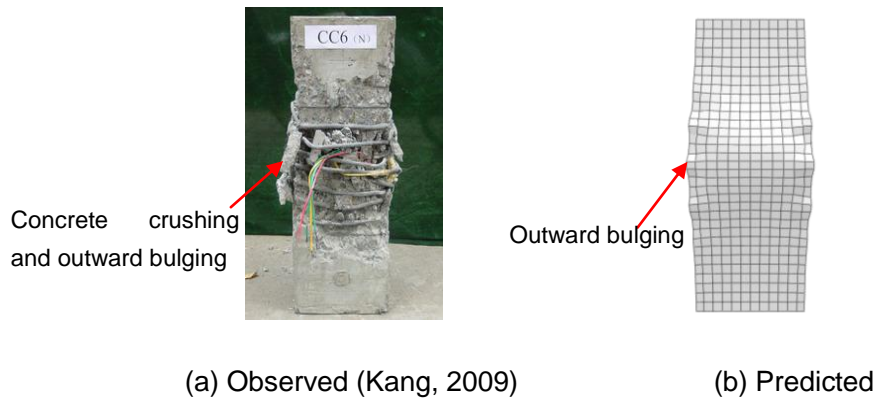 CC6 (N)
Concrete crushing
and outward bulging
Outward bulging
(a) Observed (Kang, 2009)
(b) Predicted